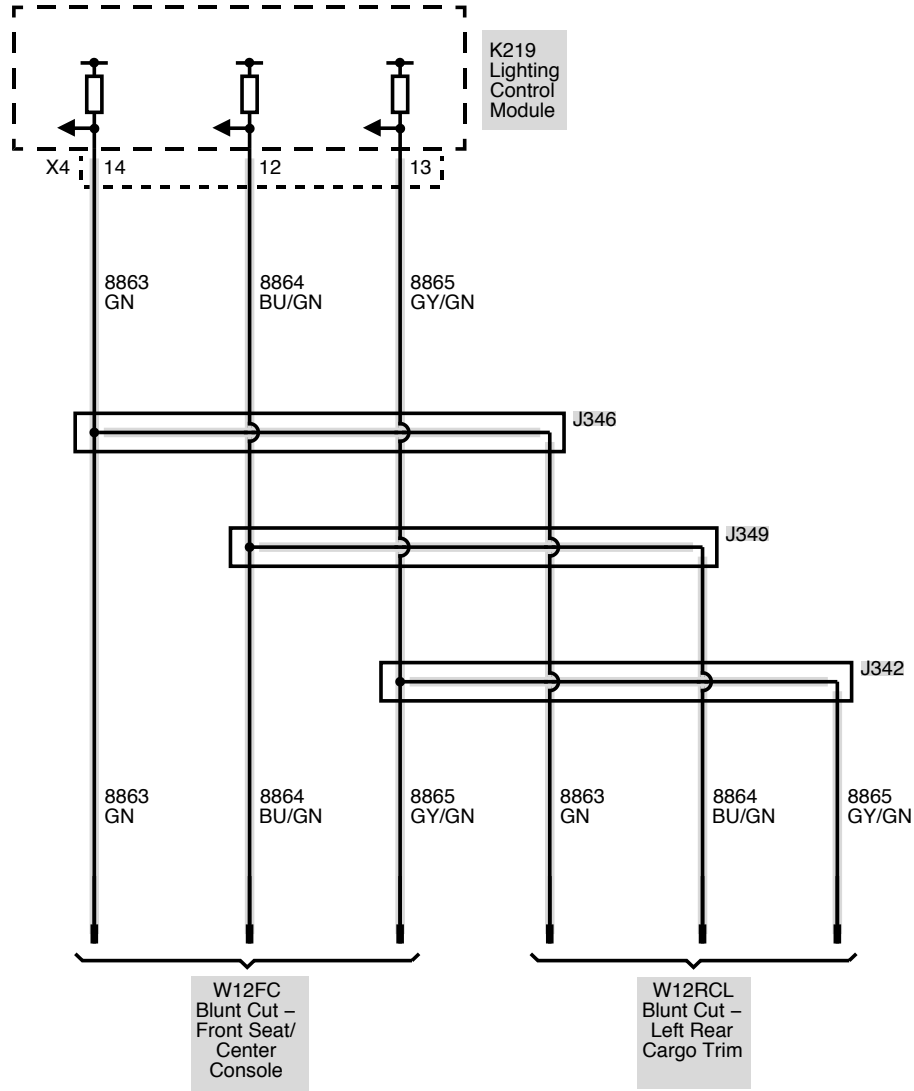 K219
Lighting
Control
Module
X4 14 12 13
8863
GN
8864
BU/GN
8865
GY/GN
J346
J349
J342
8863
GN
8864
BU/GN
8865
GY/GN
8863
GN
8864
BU/GN
8865
GY/GN
W12FC
Blunt Cut –
Front Seat/
Center
Console
W12RCL
Blunt Cut –
Left Rear
Cargo Trim